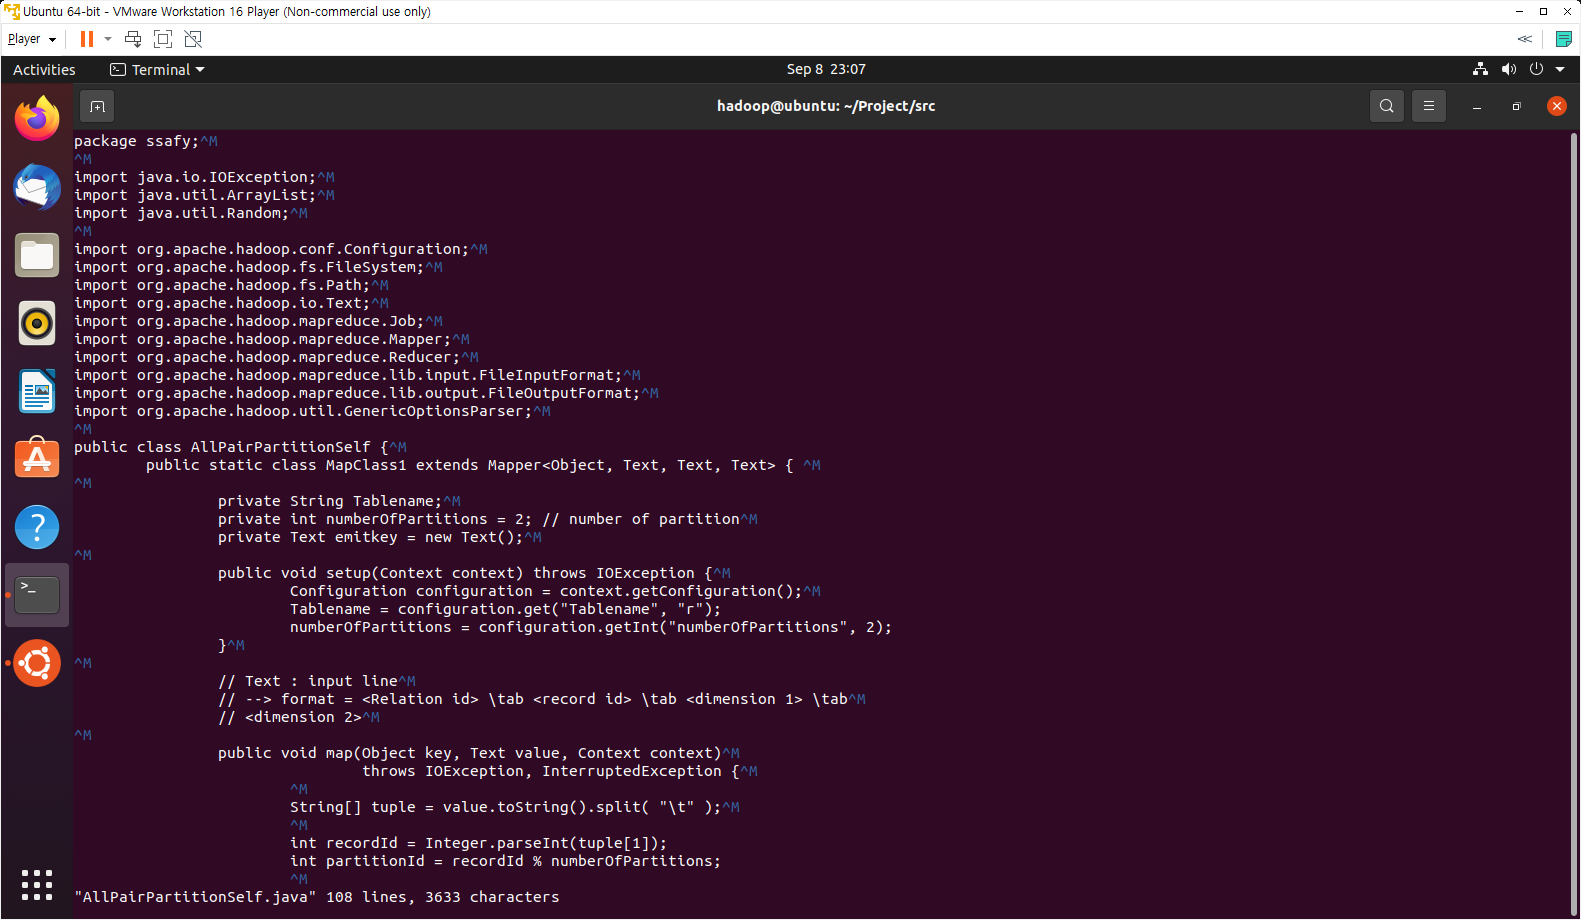 Ubuntu 64-bit - VMware Workstation 16 Player (Non-commercial use only)
Player
Activities
Terminal
Sep 8 23:07
hadoop@ubuntu: ~/Project/src
package ssafy;^M
^M
import java.io.IOException;^M
import java.util.ArrayList;^M
import java.util.Random;^M
^M
import org.apache.hadoop.conf.Configuration;^M
import org.apache.hadoop.fs.FileSystem;^M
import org.apache.hadoop.fs.Path;^M
import org.apache.hadoop.io.Text;^M
import org.apache.hadoop.mapreduce.Job;^M
import org.apache.hadoop.mapreduce.Mapper;^M
import org.apache.hadoop.mapreduce.Reducer;^M
import org.apache.hadoop.mapreduce.lib.input.FileInputFormat;^M
import org.apache.hadoop.mapreduce.lib.output.FileOutputFormat;^M
import org.apache.hadoop.util.GenericOptionsParser;^M
^M
public class AllPairPartitionSelf {^M
        public static class MapClass1 extends Mapper<Object, Text, Text, Text> { ^M
^M
                private String Tablename;^M
                private int numberOfPartitions = 2; // number of partition^M
                private Text emitkey = new Text();^M
^M
                public void setup(Context context) throws IOException {^M
                        Configuration configuration = context.getConfiguration();^M
                        Tablename = configuration.get("Tablename", "r");
                        numberOfPartitions = configuration.getInt("numberOfPartitions", 2);
                }^M
^M
                // Text : input line^M
                // --> format = <Relation id> \tab <record id> \tab <dimension 1> \tab^M
                // <dimension 2>^M
^M
                public void map(Object key, Text value, Context context)^M
                                throws IOException, InterruptedException {^M
                        ^M
                        String[] tuple = value.toString().split( "\t" );^M
                        ^M
                        int recordId = Integer.parseInt(tuple[1]);
                        int partitionId = recordId % numberOfPartitions;
                        ^M
"AllPairPartitionSelf.java" 108 lines, 3633 characters